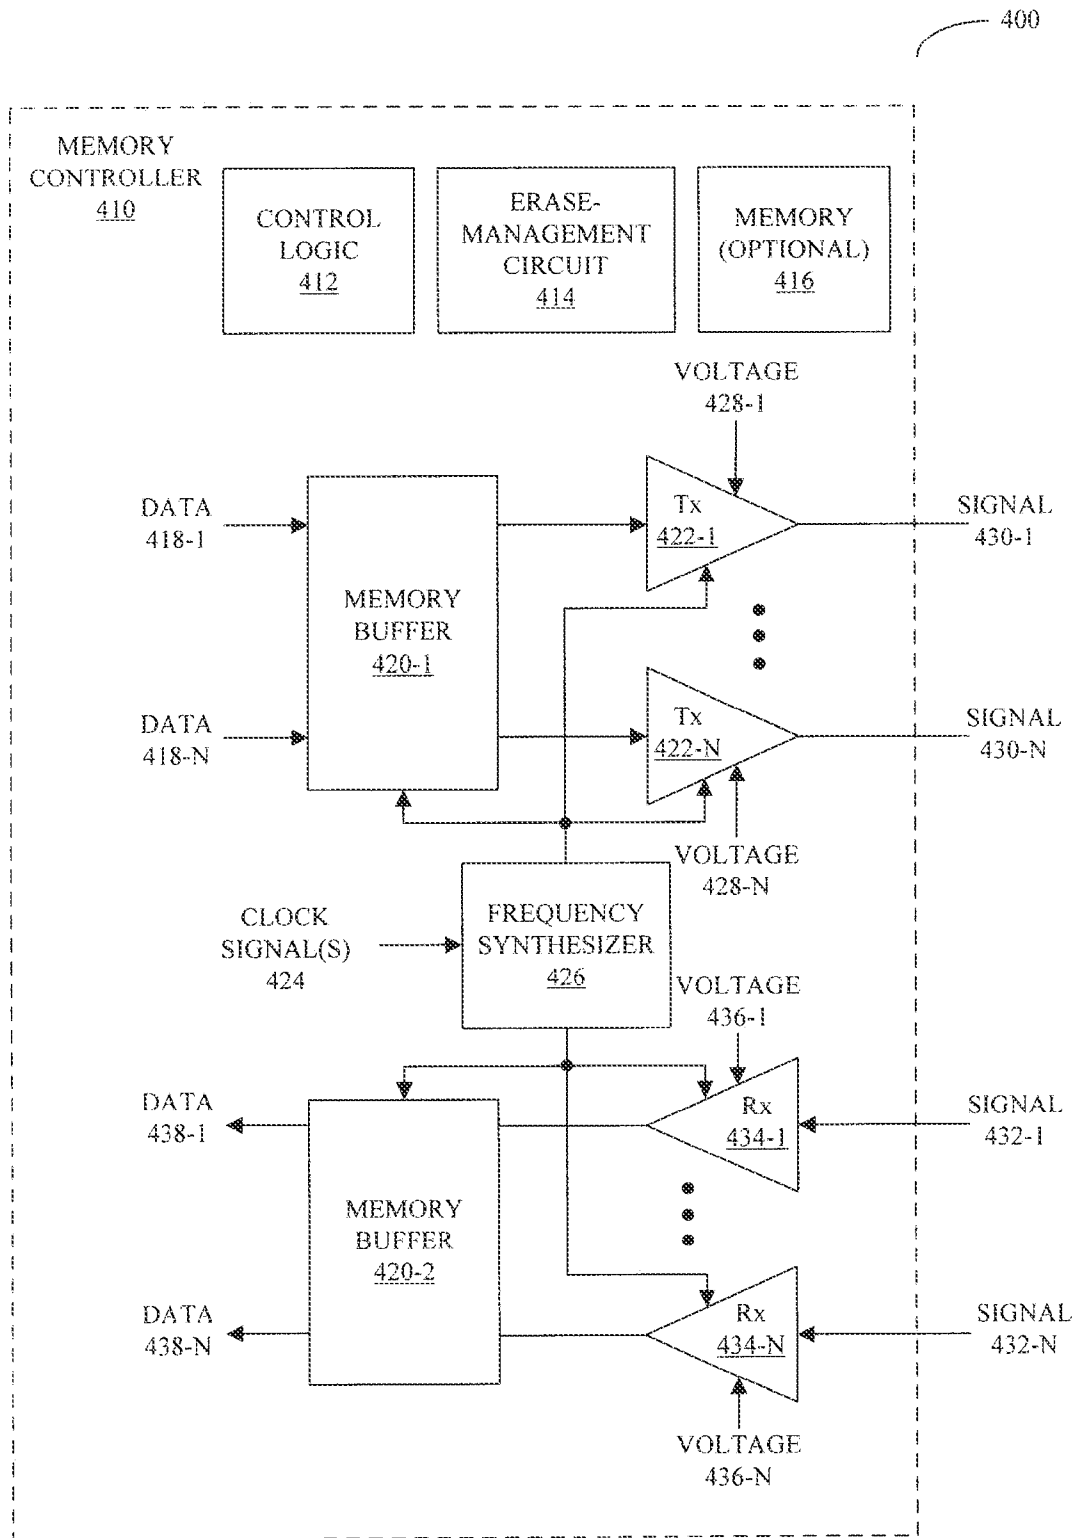 400
MEMORY
CONTROLLER
410
CONTROL
LOGIC
412
ERASE-
MANAGEMENT
CIRCUIT
414
MEMORY
(OPTIONAL)
416
VOLTAGE
428-1
DATA
418-1
MEMORY
BUFFER
420-1
Tx
422-1
SIGNAL
430-1
DATA
418-N
Tx
422-N
SIGNAL
430-N
VOLTAGE
428-N
CLOCK
SIGNAL(S)
424
FREQUENCY
SYNTHESIZER
426
VOLTAGE
436-1
DATA
438-1
MEMORY
BUFFER
420-2
Rx
434-1
SIGNAL
432-1
DATA
438-N
Rx
434-N
SIGNAL
432-N
VOLTAGE
436-N